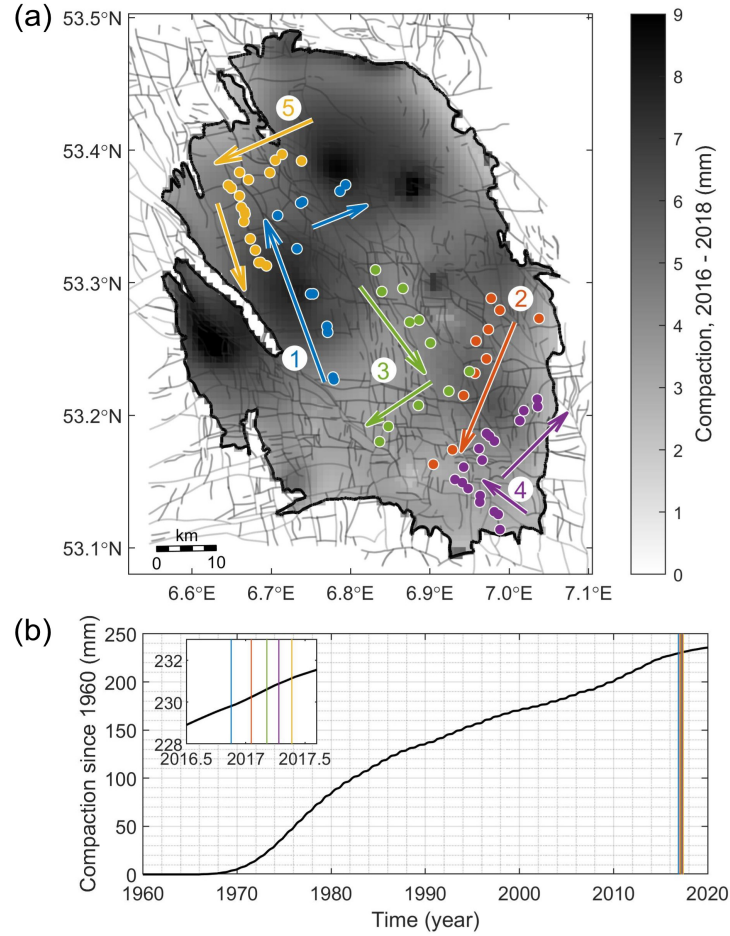 (a)
53.5°N
53.4°N
53.3°N
53.2°N
53.1°N
5
1
2
3
4
km
0 10
6.6°E 6.7°E 6.8°E 6.9°E 7.0°E 7.1°E
9
8
7
6
5
4
3
2
1
0
Compaction, 2016 - 2018 (mm)
(b)
Compaction since 1960 (mm)
250
200
150
100
50
0
232
230
228
2016.5 2017 2017.5
1960 1970 1980 1990 2000 2010 2020
Time (year)